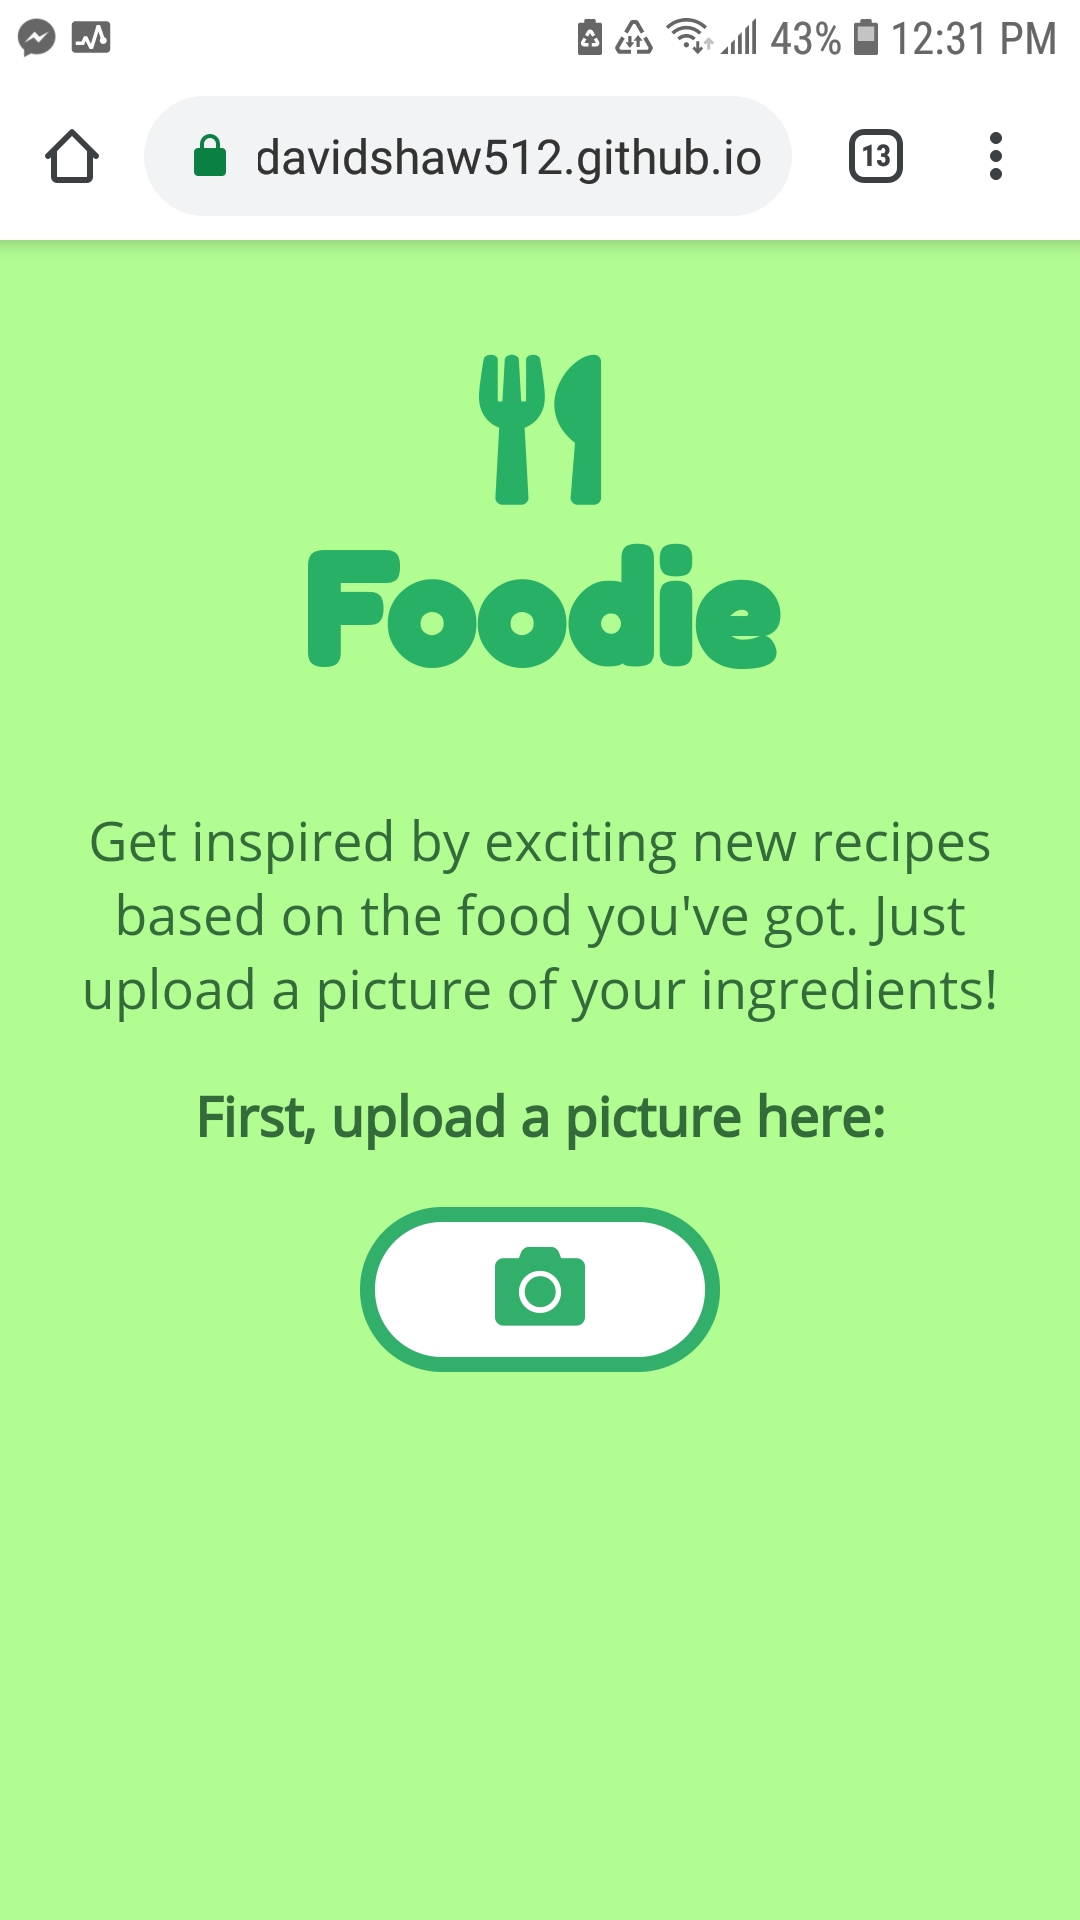 43% 12:31 PM
davidshaw512.github.io 13
Foodie
Get inspired by exciting new recipes
based on the food you've got. Just
upload a picture of your ingredients!
First, upload a picture here: